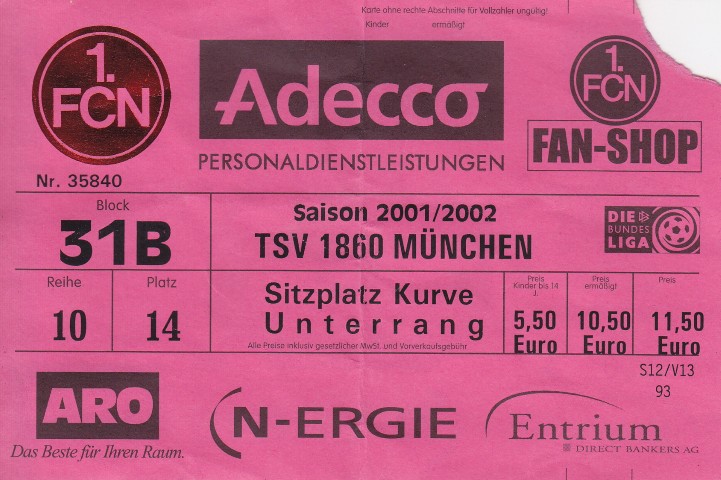 Karte ohne rechte Abschnitte für Vollzahler ungültig!
Kinder ermäßigt
1.
FCN
Adecco
PERSONALDIENSTLEISTUNGEN
1.
FCN
FAN-SHOP
Nr. 35840
Block
31B
Saison 2001/2002
TSV 1860 MÜNCHEN
DIE
BUNDES
LIGA
DFB
Reihe
10
Platz
14
Sitzplatz Kurve
Unterrang
Alle Preise inklusiv gesetzlicher MwSt. und Vorverkaufsgebühr
Preis
Kinder bis 14
J.
5,50
Euro
Preis
ermäßigt
10,50
Euro
Preis
11,50
Euro
S12/V13
93
ARO
Das Beste für Ihren Raum.
N-ERGIE
Entrium
DIRECT BANKERS AG